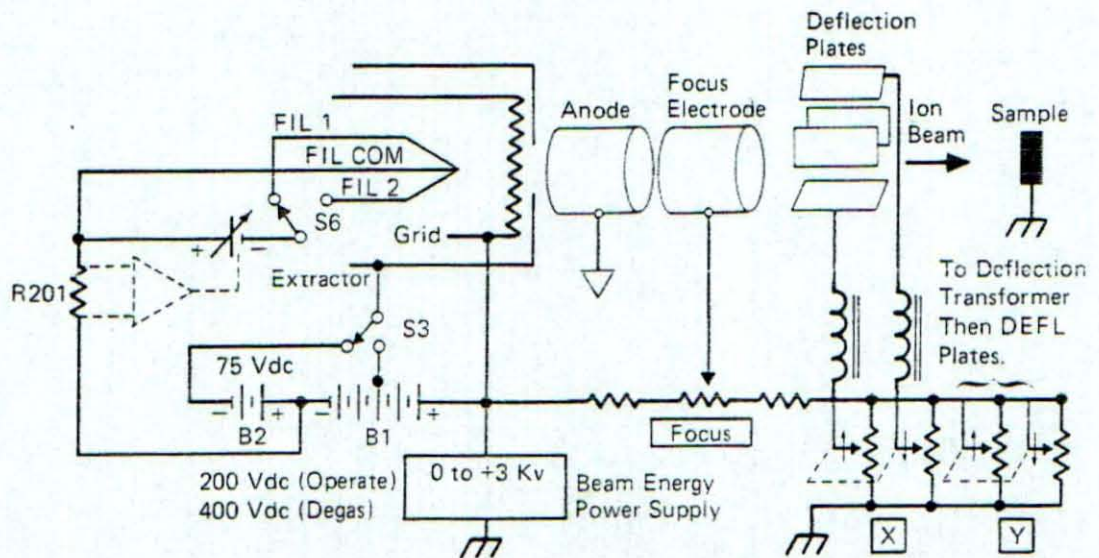 Deflection
Plates
Focus
Electrode
Anode
Ion
Beam
Sample
FIL 1
FIL COM
FIL 2
S6
Grid
+ -
Extractor
R201
S3
To Deflection
Transformer
Then DEFL
Plates.
75 Vdc
- + - +
B2 B1
Focus
200 Vdc (Operate)
400 Vdc (Degas)
0 to +3 Kv
Beam Energy
Power Supply
X Y